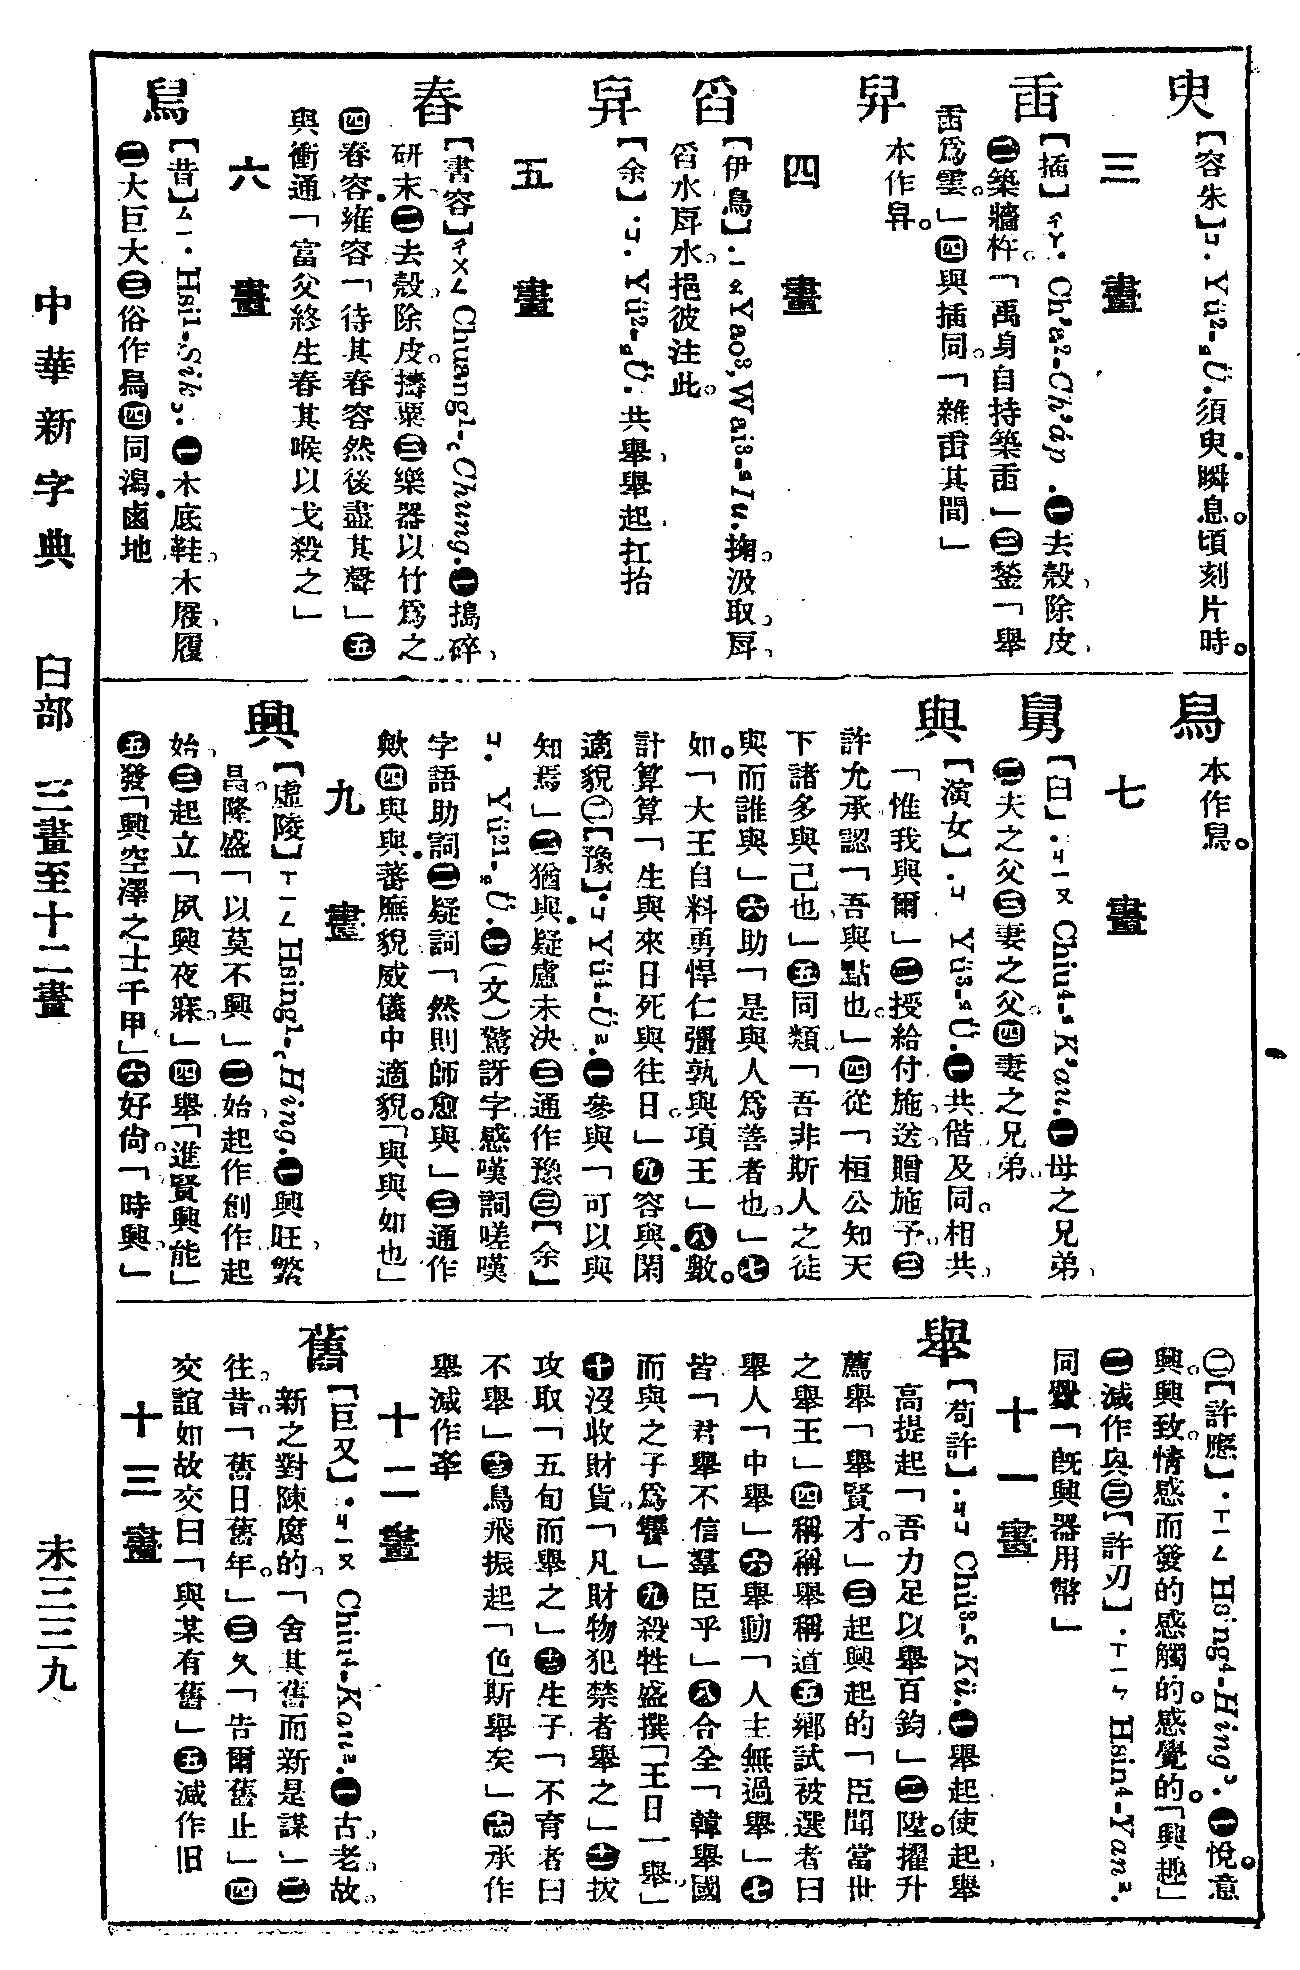 臾
【容朱】ㄩ. Yü²-₌Ü.須臾瞬息。頃刻片時。
三 畫
臿
【插】ㄔㄚ. Ch'a²-Ch'áp .㊀去殼除皮
㊁築牆杵。「禹身自持築臿」㊂鍫「舉
臿爲雲。」㊃與插同。「雜臿其間」
舁
本作舁。
四 畫
舀
【伊鳥】.ㄧㄠ Yao³, Wai³-Iu.掬。汲取。戽,
舀水戽水。挹彼注此。
舁
【余】.ㄩ. Yü²-₌Ü.共舉,舉起,扛抬
五 畫
舂
【書容】ㄔㄨㄥ Chuang¹-Chung.㊀搗碎,
研末㊁去殼除皮。擣粟㊂樂器以竹爲之
㊃舂容雍容「待其舂容然後盡其聲」㊄
與衝通「富父終生舂其喉以戈殺之」
六 畫
舄
【昔】ㄙㄧ. Hsi¹-Sik.㊀木底鞋,木屐,履
㊁大巨大㊂俗作舃㊃同潟鹵地
舃
本作舄。
七 畫
舅
【臼】.ㄐㄧㄡ Chiu⁴-K'au.㊀母之兄弟,
㊁夫之父㊂妻之父。㊃妻之兄弟。
與
【演女】.ㄩ Yü³-Ü.㊀共偕及同。相共,
「惟我與爾」㊁授給付施。送贈施予。㊂
許允承認「吾與點也。」㊃從「桓公知天
下諸多與己也」㊄同類「吾非斯人之徒
與而誰與」㊅助「是與人爲善者也。」㊆
如。「大王自料勇悍仁彊孰與項王」㊇數。
計算算「生與來日死與往日。」㊈容與閑
適貌㊁【豫】.ㄩ Yü⁴-Ü².㊀參與「可以與
知焉」㊁猶與疑慮未決㊂通作豫㊂【余】
ㄩ. Yü²¹-₌Ü.㊀(文)驚訝字感嘆詞嗟嘆
字語助詞㊁疑詞「然則師愈與」㊂通作
歟㊃與與蕃廡貌威儀中適貌。「與與如也」
九 畫
興
【虛陵】ㄒㄧㄥ Hsing¹-Hing.㊀興旺,繁
昌。隆盛「以莫不興」㊁始,起作,創作,起
始㊂起立「夙興夜寐。」㊃舉「進賢興能」
㊄發「興空澤之士千甲」㊅好尙。「時興」
㊁【許應】.ㄒㄧㄥ Hsing⁴-Hing³.㊀悅意。
興。興致。情感而發的感觸的。感覺的。「興趣」
㊁減作兴㊂【許刃】.ㄒㄧㄣ Hsin⁴-Yan².
同釁「旣興器用幣」
十一畫
舉
【苟許】.ㄐㄩ Chü³-Kü.㊀舉起使起舉
高提起「吾力足以舉百鈞」㊁陞。擢升
薦舉「舉賢才。」㊂起興起的「臣聞當世
之舉王」㊃稱稱舉稱道㊄鄉試被選者曰
舉人「中舉」㊅舉動「人主無過舉」㊆
皆「君舉不信羣臣乎」㊇合全「韓舉國
而與之子爲讐」㊈殺牲盛撰「王日一舉」
㊉沒收財貨。「凡財物犯禁者舉之」⑪拔
攻取「五旬而舉之」⑫生子「不育者曰
不舉」⑬鳥飛振起「色斯舉矣」⑭承作
舉減作㪯
十二畫
舊
【巨又】.ㄐㄧㄡ Chiu⁴-Kau².㊀古,老,故。
新之對陳腐的。「舍其舊而新是謀」㊁
往。昔。「舊日舊年。」㊂久「告爾舊止」㊃
交誼如故交曰「與某有舊」㊄減作旧
十三畫
中華新字典 臼部 三畫至十二畫 未三三九